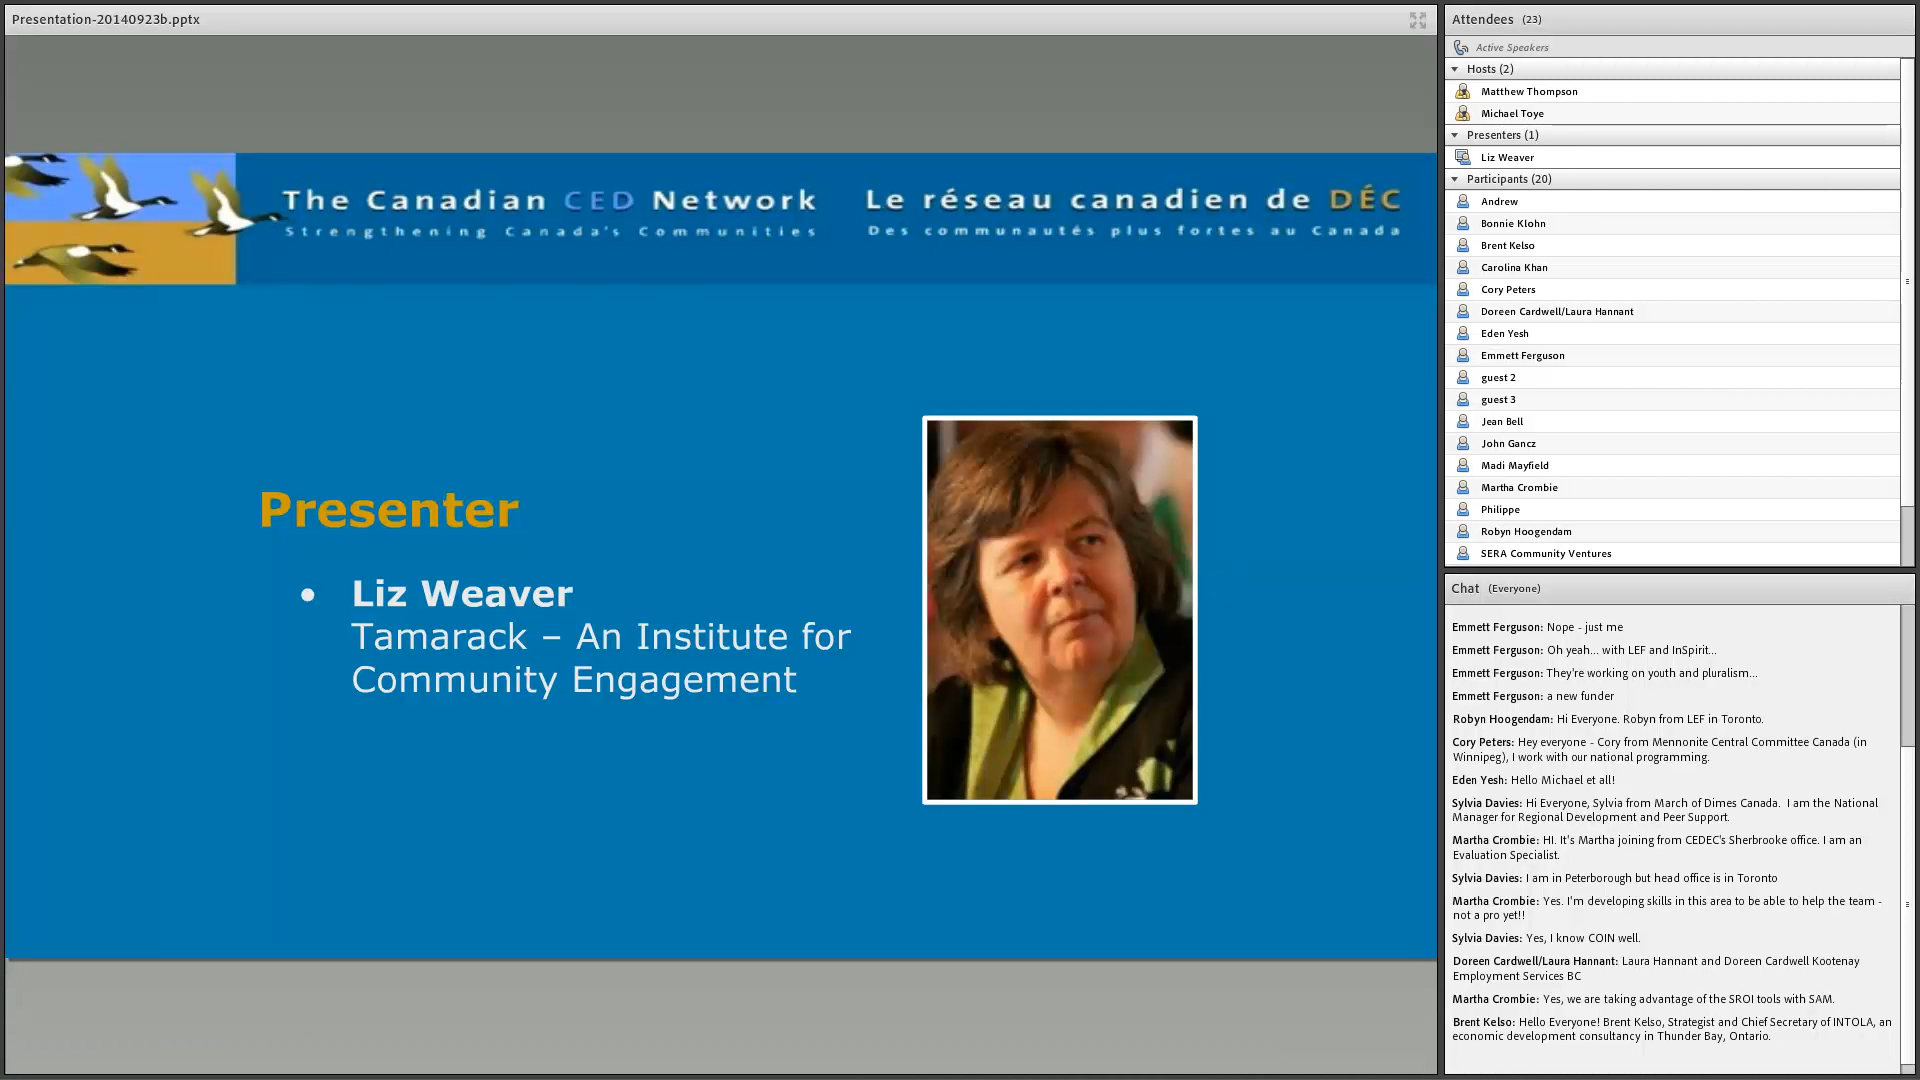 Presentation-20140923b.pptx
The Canadian CED Network
Strengthening Canada's Communities
Le réseau canadien de DÉC
Des communautés plus fortes au Canada
Presenter
• Liz Weaver
Tamarack – An Institute for
Community Engagement
Attendees (23)
Active Speakers
Hosts (2)
Matthew Thompson
Michael Toye
Presenters (1)
Liz Weaver
Participants (20)
Andrew
Bonnie Klohn
Brent Kelso
Carolina Khan
Cory Peters
Doreen Cardwell/Laura Hannant
Eden Yesh
Emmett Ferguson
guest 2
guest 3
Jean Bell
John Gancz
Madi Mayfield
Martha Crombie
Philippe
Robyn Hoogendam
SERA Community Ventures
Chat (Everyone)
Emmett Ferguson: Nope - just me
Emmett Ferguson: Oh yeah... with LEF and InSpirit...
Emmett Ferguson: They're working on youth and pluralism...
Emmett Ferguson: a new funder
Robyn Hoogendam: Hi Everyone. Robyn from LEF in Toronto.
Cory Peters: Hey everyone - Cory from Mennonite Central Committee Canada (in
Winnipeg), I work with our national programming.
Eden Yesh: Hello Michael et all!
Sylvia Davies: Hi Everyone, Sylvia from March of Dimes Canada. I am the National
Manager for Regional Development and Peer Support.
Martha Crombie: HI. It's Martha joining from CEDEC's Sherbrooke office. I am an
Evaluation Specialist.
Sylvia Davies: I am in Peterborough but head office is in Toronto
Martha Crombie: Yes. I'm developing skills in this area to be able to help the team -
not a pro yet!!
Sylvia Davies: Yes, I know COIN well.
Doreen Cardwell/Laura Hannant: Laura Hannant and Doreen Cardwell Kootenay
Employment Services BC
Martha Crombie: Yes, we are taking advantage of the SROI tools with SAM.
Brent Kelso: Hello Everyone! Brent Kelso, Strategist and Chief Secretary of INTOLA, an
economic development consultancy in Thunder Bay, Ontario.